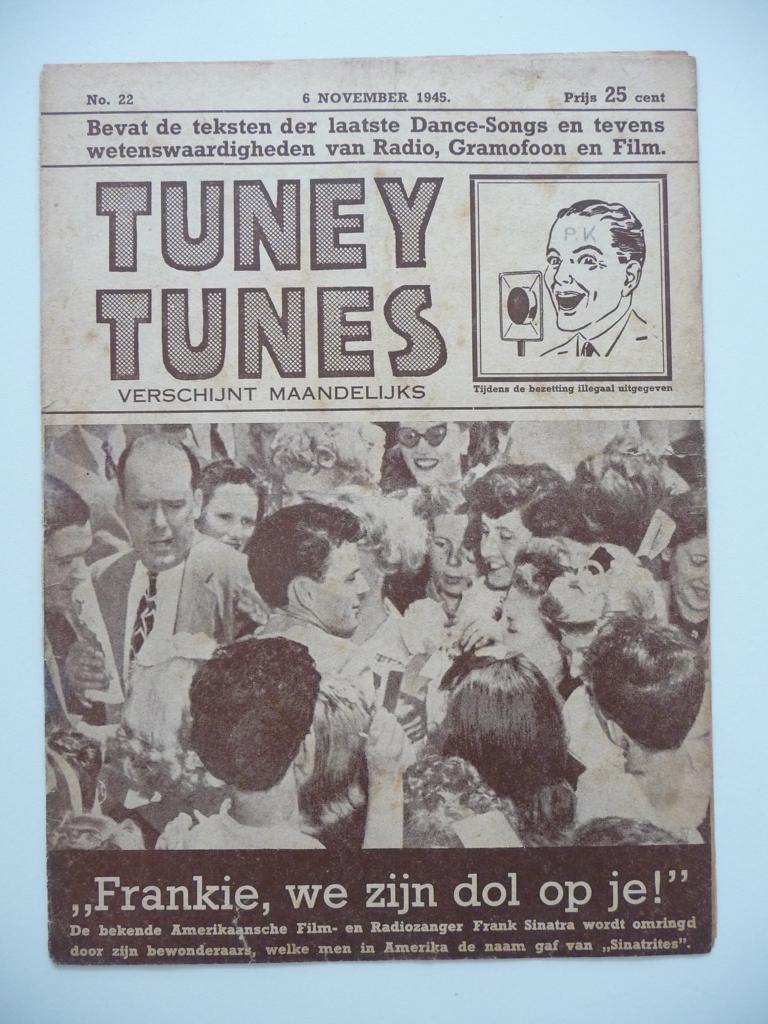 No. 22 6 NOVEMBER 1945. Prijs 25 cent
Bevat de teksten der laatste Dance-Songs en tevens
wetenswaardigheden van Radio, Gramofoon en Film.
TUNEY
TUNES
VERSCHIJNT MAANDELIJKS
P.K
Tijdens de bezetting illegaal uitgegeven
„Frankie, we zijn dol op je!”
De bekende Amerikaansche Film- en Radiozanger Frank Sinatra wordt omringd
door zijn bewonderaars, welke men in Amerika de naam gaf van „Sinatrites”.